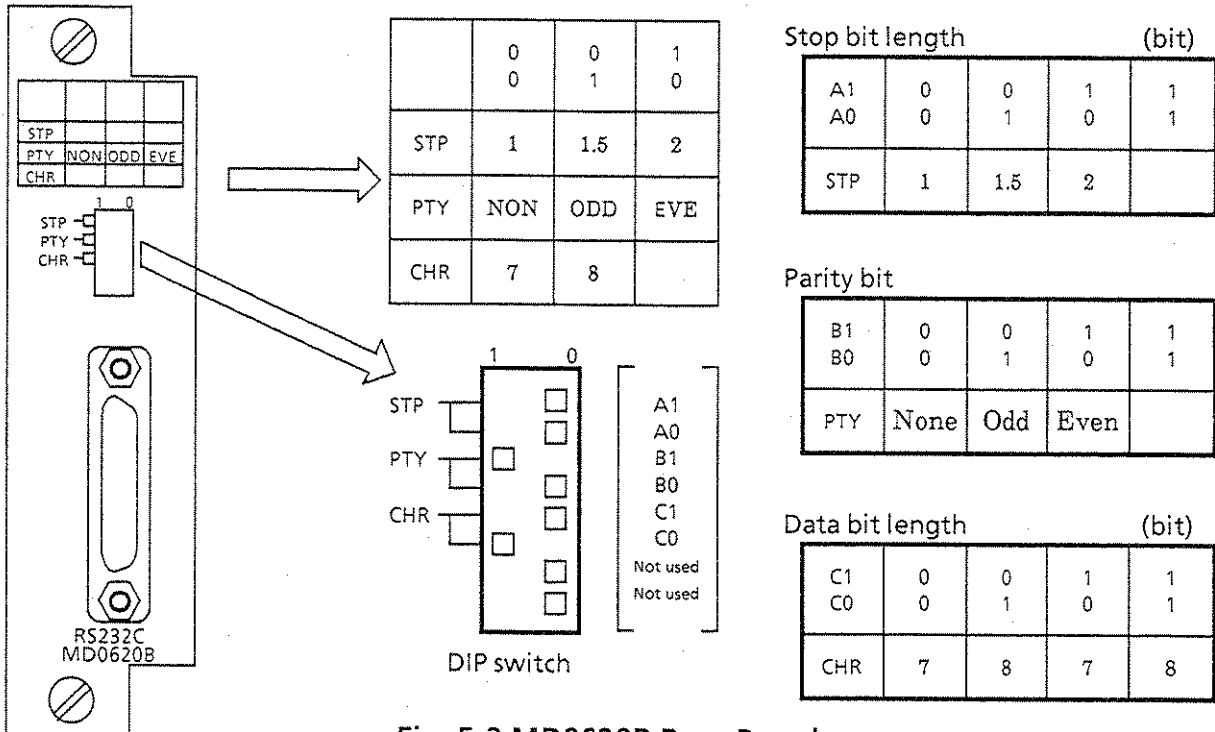 STP
PTY NON ODD EVE
CHR
1 0
STP
PTY
CHR
RS232C
MD0620B
0 0 1
0 1 0
STP 1 1.5 2
PTY NON ODD EVE
CHR 7 8
1 0
STP
PTY
CHR
A1
A0
B1
B0
C1
C0
Not used
Not used
DIP switch
Stop bit length (bit)
A1 0 0 1 1
A0 0 1 0 1
STP 1 1.5 2
Parity bit
B1 0 0 1 1
B0 0 1 0 1
PTY None Odd Even
Data bit length (bit)
C1 0 0 1 1
C0 0 1 0 1
CHR 7 8 7 8